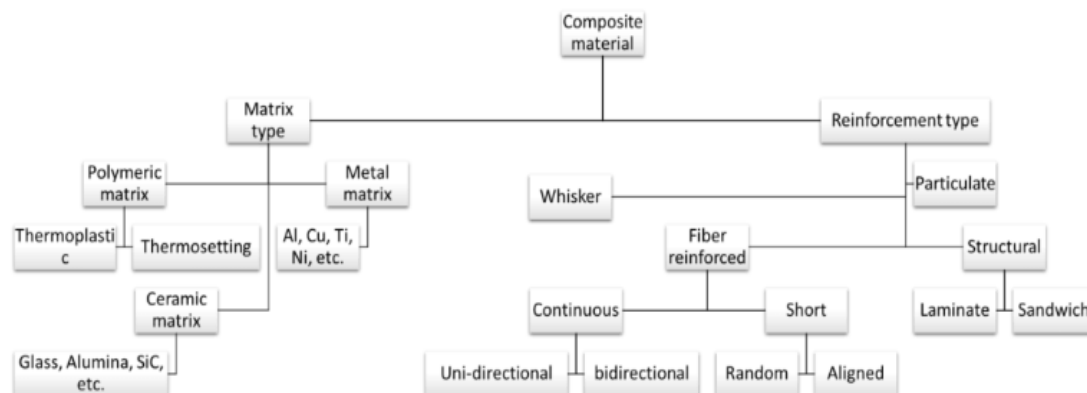 Composite
material
Matrix
type
Reinforcement type
Polymeric
matrix
Metal
matrix
Whisker
Particulate
Thermoplasti
c
Thermosetting
Al, Cu, Ti,
Ni, etc.
Fiber
reinforced
Structural
Ceramic
matrix
Continuous
Short
Laminate
Sandwich
Glass, Alumina, SiC,
etc.
Uni-directional
bidirectional
Random
Aligned